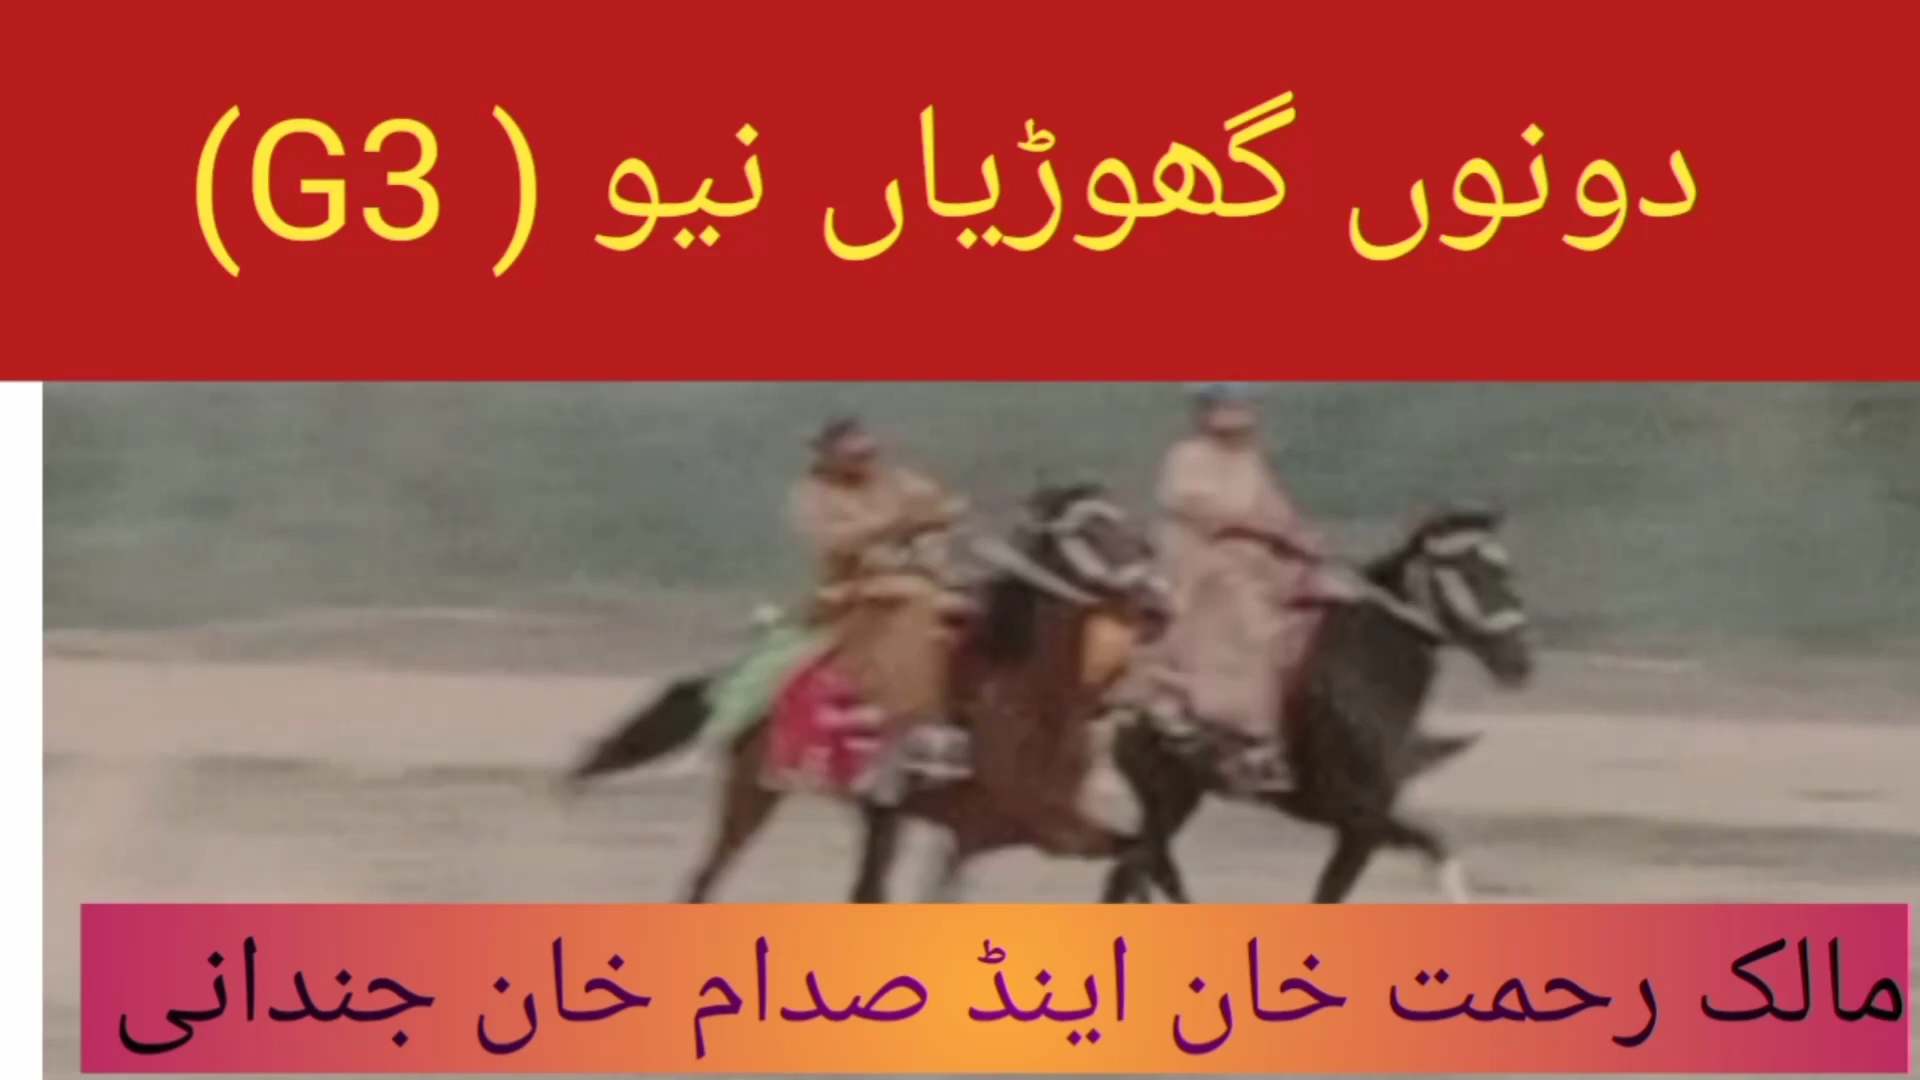 دونوں گھوڑیاں نیو ( G3)
مالک رحمت خان اینڈ صدام خان جندانی